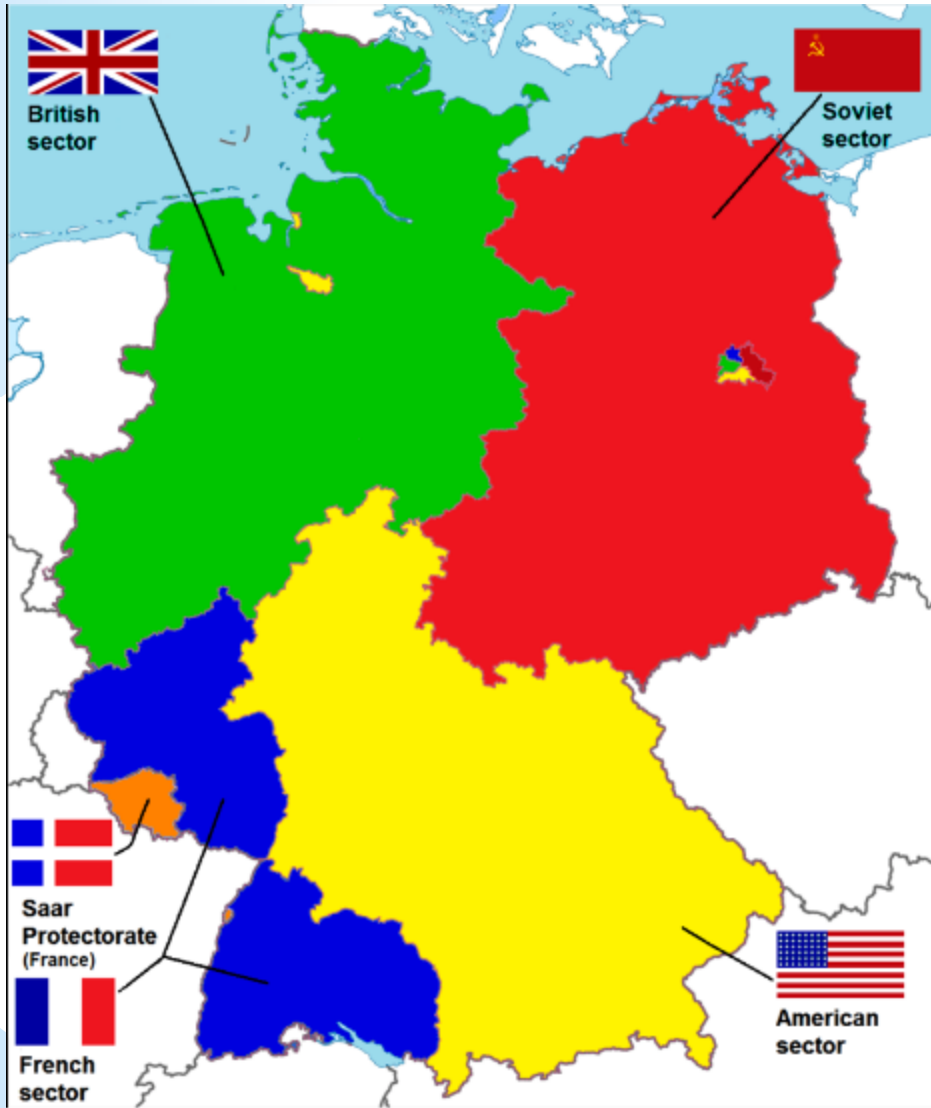 British
sector
Soviet
sector
Saar
Protectorate
(France)
French
sector
American
sector